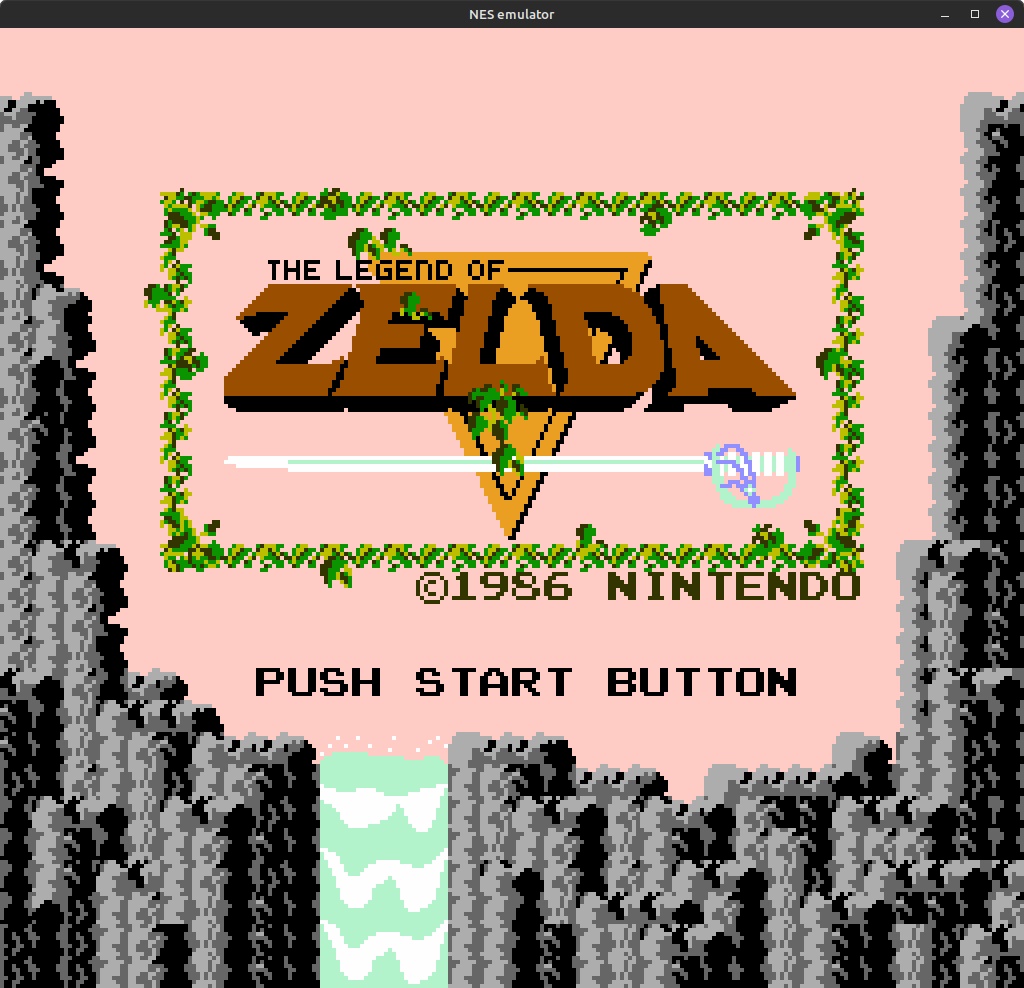 NES emulator
THE LEGEND OF
ZELDA
©1986 NINTENDO
PUSH START BUTTON